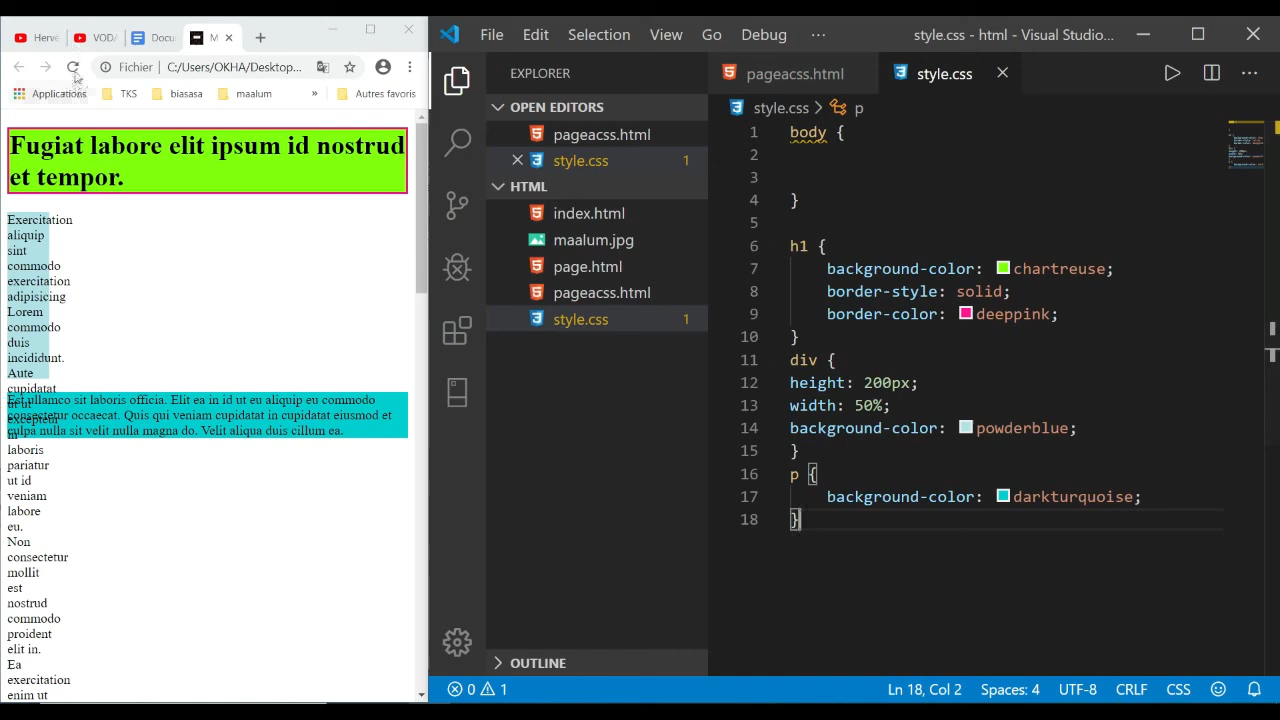 Herve
VOD/
Docu
M
Fichier
C:/Users/OKHA/Desktop...
Applications
TKS
biasasa
maalum
»
Autres favoris
Fugiat labore elit ipsum id nostrud
et tempor.
Exercitation
aliquip
sint
commodo
exercitation
adipisicing
Lorem
commodo
duis
incididunt.
Aute
cupidatat
Est ullamco sit laboris officia. Elit ea in id ut eu aliquip eu commodo
consectetur occaecat. Quis qui veniam cupidatat in cupidatat eiusmod et
culpa nulla sit velit nulla magna do. Velit aliqua duis cillum ea.
ut ut
excepteur
in
laboris
pariatur
ut id
veniam
labore
eu.
Non
consectetur
mollit
est
nostrud
commodo
proident
elit in.
Ea
exercitation
enim ut
File Edit Selection View Go Debug ···
style.css - html - Visual Studio...
EXPLORER
OPEN EDITORS
pageacss.html
style.css 1
HTML
index.html
maalum.jpg
page.html
pageacss.html
style.css 1
OUTLINE
pageacss.html
style.css
style.css > p
1 body {
2
3
4 }
5
6 h1 {
7 background-color: chartreuse;
8 border-style: solid;
9 border-color: deeppink;
10 }
11 div {
12 height: 200px;
13 width: 50%;
14 background-color: powderblue;
15 }
16 p {
17 background-color: darkturquoise;
18 }
0 1
Ln 18, Col 2 Spaces: 4 UTF-8 CRLF CSS